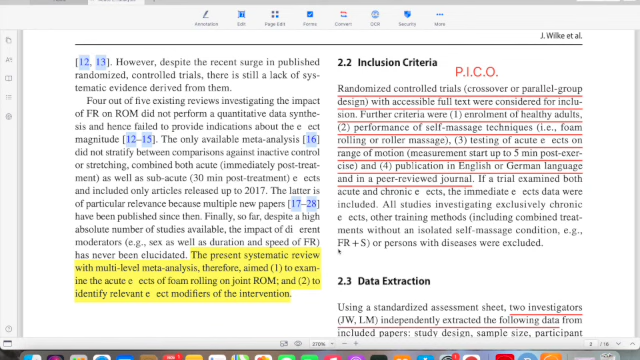 Annotation
Page Edit
Forms
Convert
OCR
Security
More
J. Wilke et al.
[12, 13]. However, despite the recent surge in published
randomized, controlled trials, there is still a lack of sys-
tematic evidence derived from them.
Four out of five existing reviews investigating the impact
of FR on ROM did not perform a quantitative data synthe-
sis and hence failed to provide indications about the e ect
magnitude [12–15]. The only available meta-analysis [16]
did not stratify between comparisons against inactive control
or stretching, combined both acute (immediately post-treat-
ment) as well as sub-acute (30 min post-treatment) e ects
and included only articles released up to 2017. The latter is
of particular relevance because multiple new papers [17–28]
have been published since then. Finally, so far, despite a high
absolute number of studies available, the impact of di erent
moderators (e.g., sex as well as duration and speed of FR)
has never been elucidated. The present systematic review
with multi-level meta-analysis, therefore, aimed (1) to exam-
ine the acute e ects of foam rolling on joint ROM, and (2) to
identify relevant e ect modifiers of the intervention.
2.2 Inclusion Criteria
P.I.C.O.
Randomized controlled trials (crossover or parallel-group
design) with accessible full text were considered for inclu-
sion. Further criteria were (1) enrolment of healthy adults,
(2) performance of self-massage techniques (i.e., foam
rolling or roller massage), (3) testing of acute e ects on
range of motion (measurement start up to 5 min post-exer-
cise) and (4) publication in English or German language
and in a peer-reviewed journal. If a trial examined both
acute and chronic e ects, the immediate e ects data were
included. All studies investigating exclusively chronic
e ects, other training methods (including combined treat-
ments without an isolated self-massage condition, e.g.,
FR + S) or persons with diseases were excluded.
2.3 Data Extraction
Using a standardized assessment sheet, two investigators
(JW, LM) independently extracted the following data from
included papers: study design, sample size, participant
270%
2 / 16